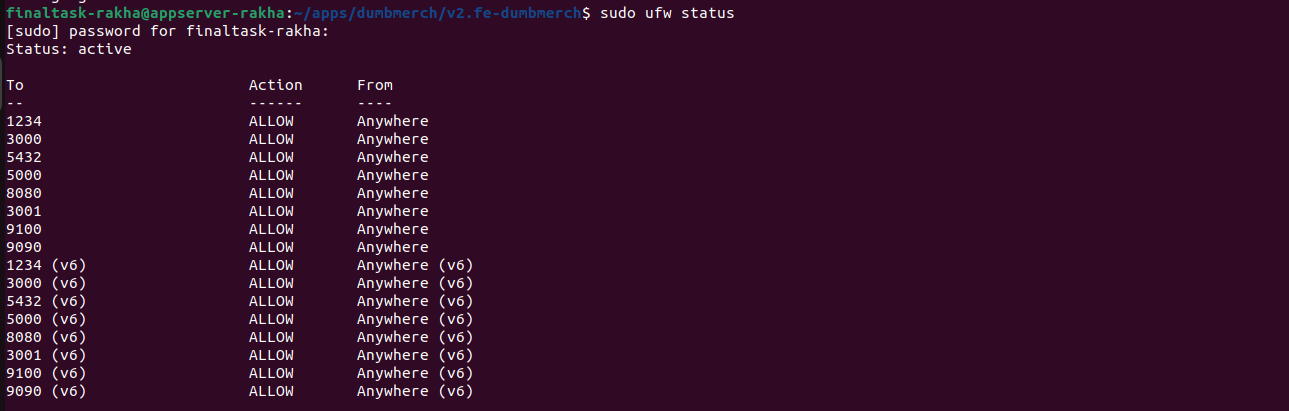 finaltask-rakha@appserver-rakha:~/apps/dumbmerch/v2.fe-dumbmerch$ sudo ufw status
[sudo] password for finaltask-rakha:
Status: active
To                         Action      From
--                         ------      ----
1234                       ALLOW       Anywhere
3000                       ALLOW       Anywhere
5432                       ALLOW       Anywhere
5000                       ALLOW       Anywhere
8080                       ALLOW       Anywhere
3001                       ALLOW       Anywhere
9100                       ALLOW       Anywhere
9090                       ALLOW       Anywhere
1234 (v6)                  ALLOW       Anywhere (v6)
3000 (v6)                  ALLOW       Anywhere (v6)
5432 (v6)                  ALLOW       Anywhere (v6)
5000 (v6)                  ALLOW       Anywhere (v6)
8080 (v6)                  ALLOW       Anywhere (v6)
3001 (v6)                  ALLOW       Anywhere (v6)
9100 (v6)                  ALLOW       Anywhere (v6)
9090 (v6)                  ALLOW       Anywhere (v6)